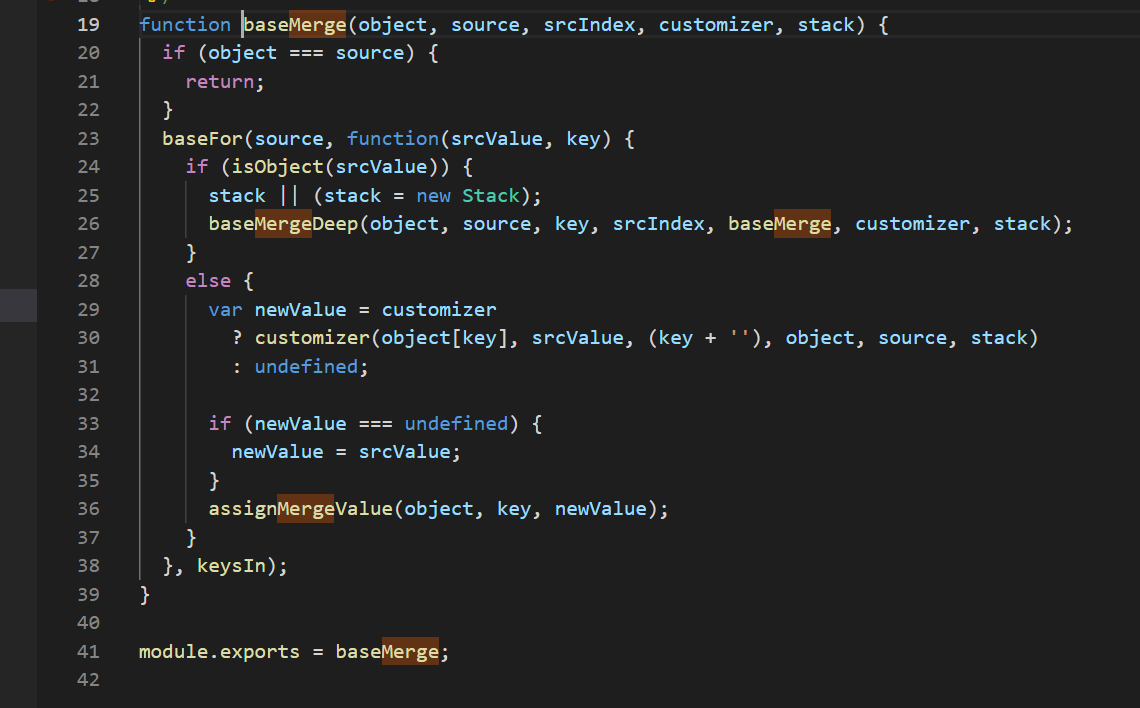 19 function baseMerge(object, source, srcIndex, customizer, stack) {
20 if (object === source) {
21 return;
22 }
23 baseFor(source, function(srcValue, key) {
24 if (isObject(srcValue)) {
25 stack || (stack = new Stack);
26 baseMergeDeep(object, source, key, srcIndex, baseMerge, customizer, stack);
27 }
28 else {
29 var newValue = customizer
30 ? customizer(object[key], srcValue, (key + ''), object, source, stack)
31 : undefined;
32
33 if (newValue === undefined) {
34 newValue = srcValue;
35 }
36 assignMergeValue(object, key, newValue);
37 }
38 }, keysIn);
39 }
40
41 module.exports = baseMerge;
42